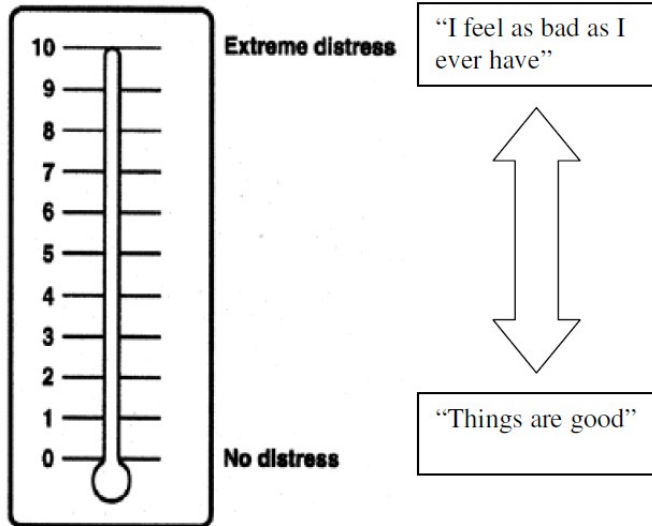 10
Extreme distress
9
8
7
6
5
4
3
2
1
0
No distress
“I feel as bad as I
ever have”
“Things are good”